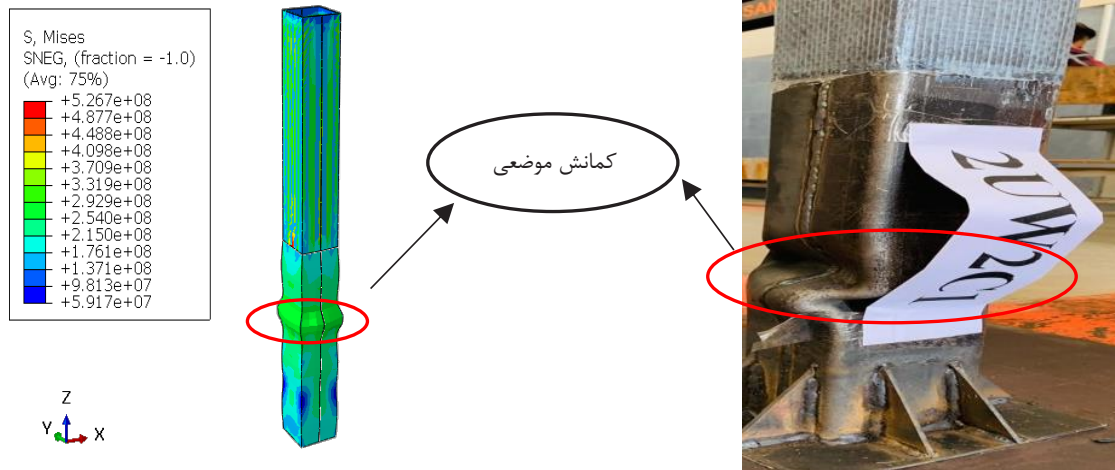 S, Mises
SNEG, (fraction = -1.0)
(Avg: 75%)
+5.267e+08
+4.877e+08
+4.488e+08
+4.098e+08
+3.709e+08
+3.319e+08
+2.929e+08
+2.540e+08
+2.150e+08
+1.761e+08
+1.371e+08
+9.813e+07
+5.917e+07
Z
Y
X
کمانش موضعی
SAN
2UW2C1